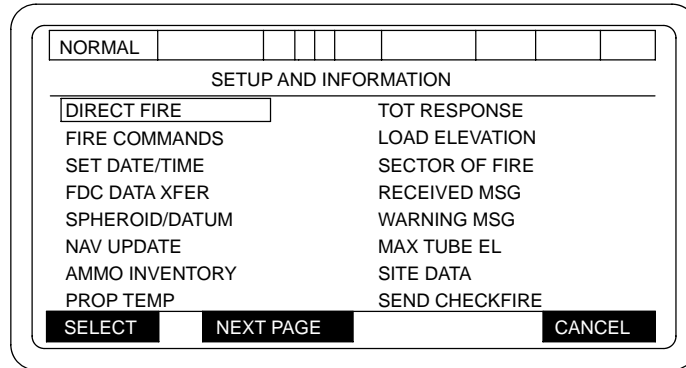 NORMAL
SETUP AND INFORMATION
DIRECT FIRE TOT RESPONSE
FIRE COMMANDS LOAD ELEVATION
SET DATE/TIME SECTOR OF FIRE
FDC DATA XFER RECEIVED MSG
SPHEROID/DATUM WARNING MSG
NAV UPDATE MAX TUBE EL
AMMO INVENTORY SITE DATA
PROP TEMP SEND CHECKFIRE
SELECT NEXT PAGE CANCEL